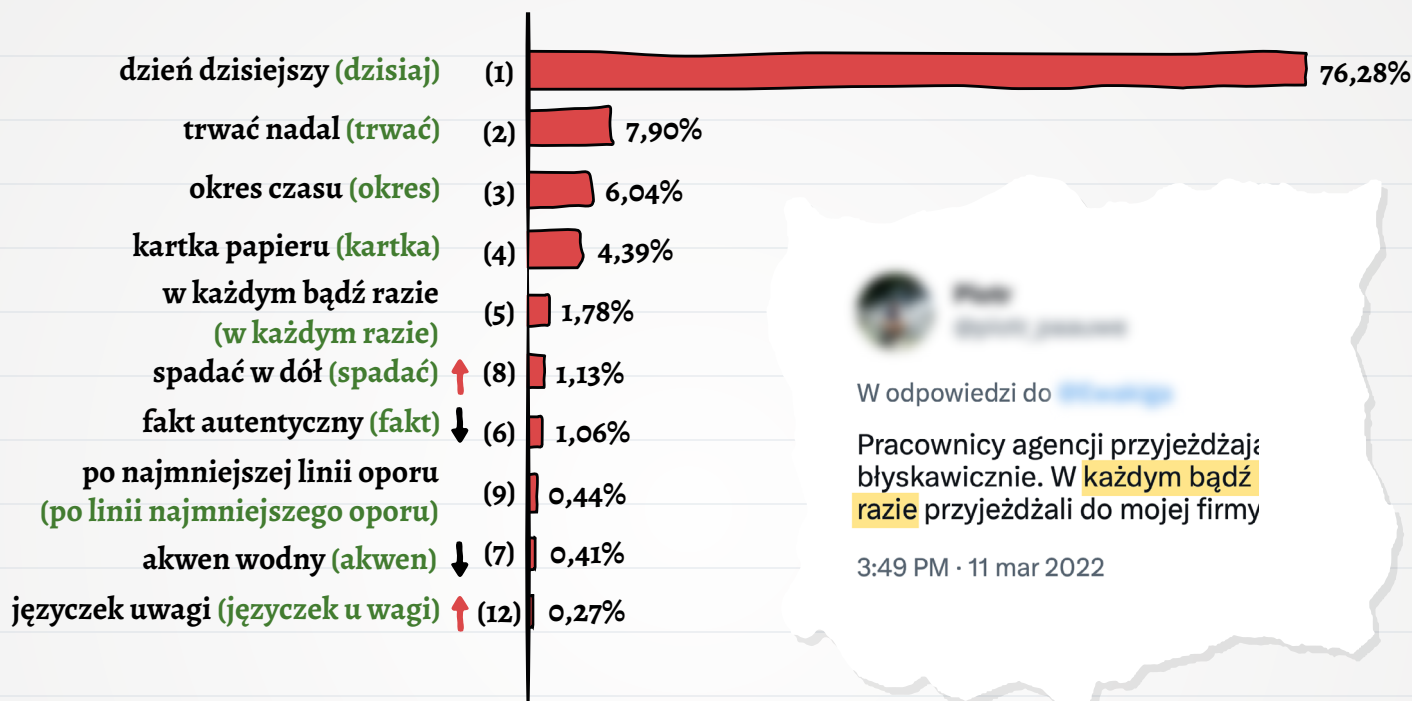 dzień dzisiejszy (dzisiaj) (1) 76,28%
trwać nadal (trwać) (2) 7,90%
okres czasu (okres) (3) 6,04%
kartka papieru (kartka) (4) 4,39%
w każdym bądź razie
(w każdym razie) (5) 1,78%
spadać w dół (spadać) (8) 1,13%
fakt autentyczny (fakt) (6) 1,06%
po najmniejszej linii oporu
(po linii najmniejszego oporu) (9) 0,44%
akwen wodny (akwen) (7) 0,41%
języczek uwagi (języczek u wagi) (12) 0,27%
Piotr
W odpowiedzi do
Pracownicy agencji przyjeżdżają
błyskawicznie. W każdym bądź
razie przyjeżdżali do mojej firmy
3:49 PM · 11 mar 2022